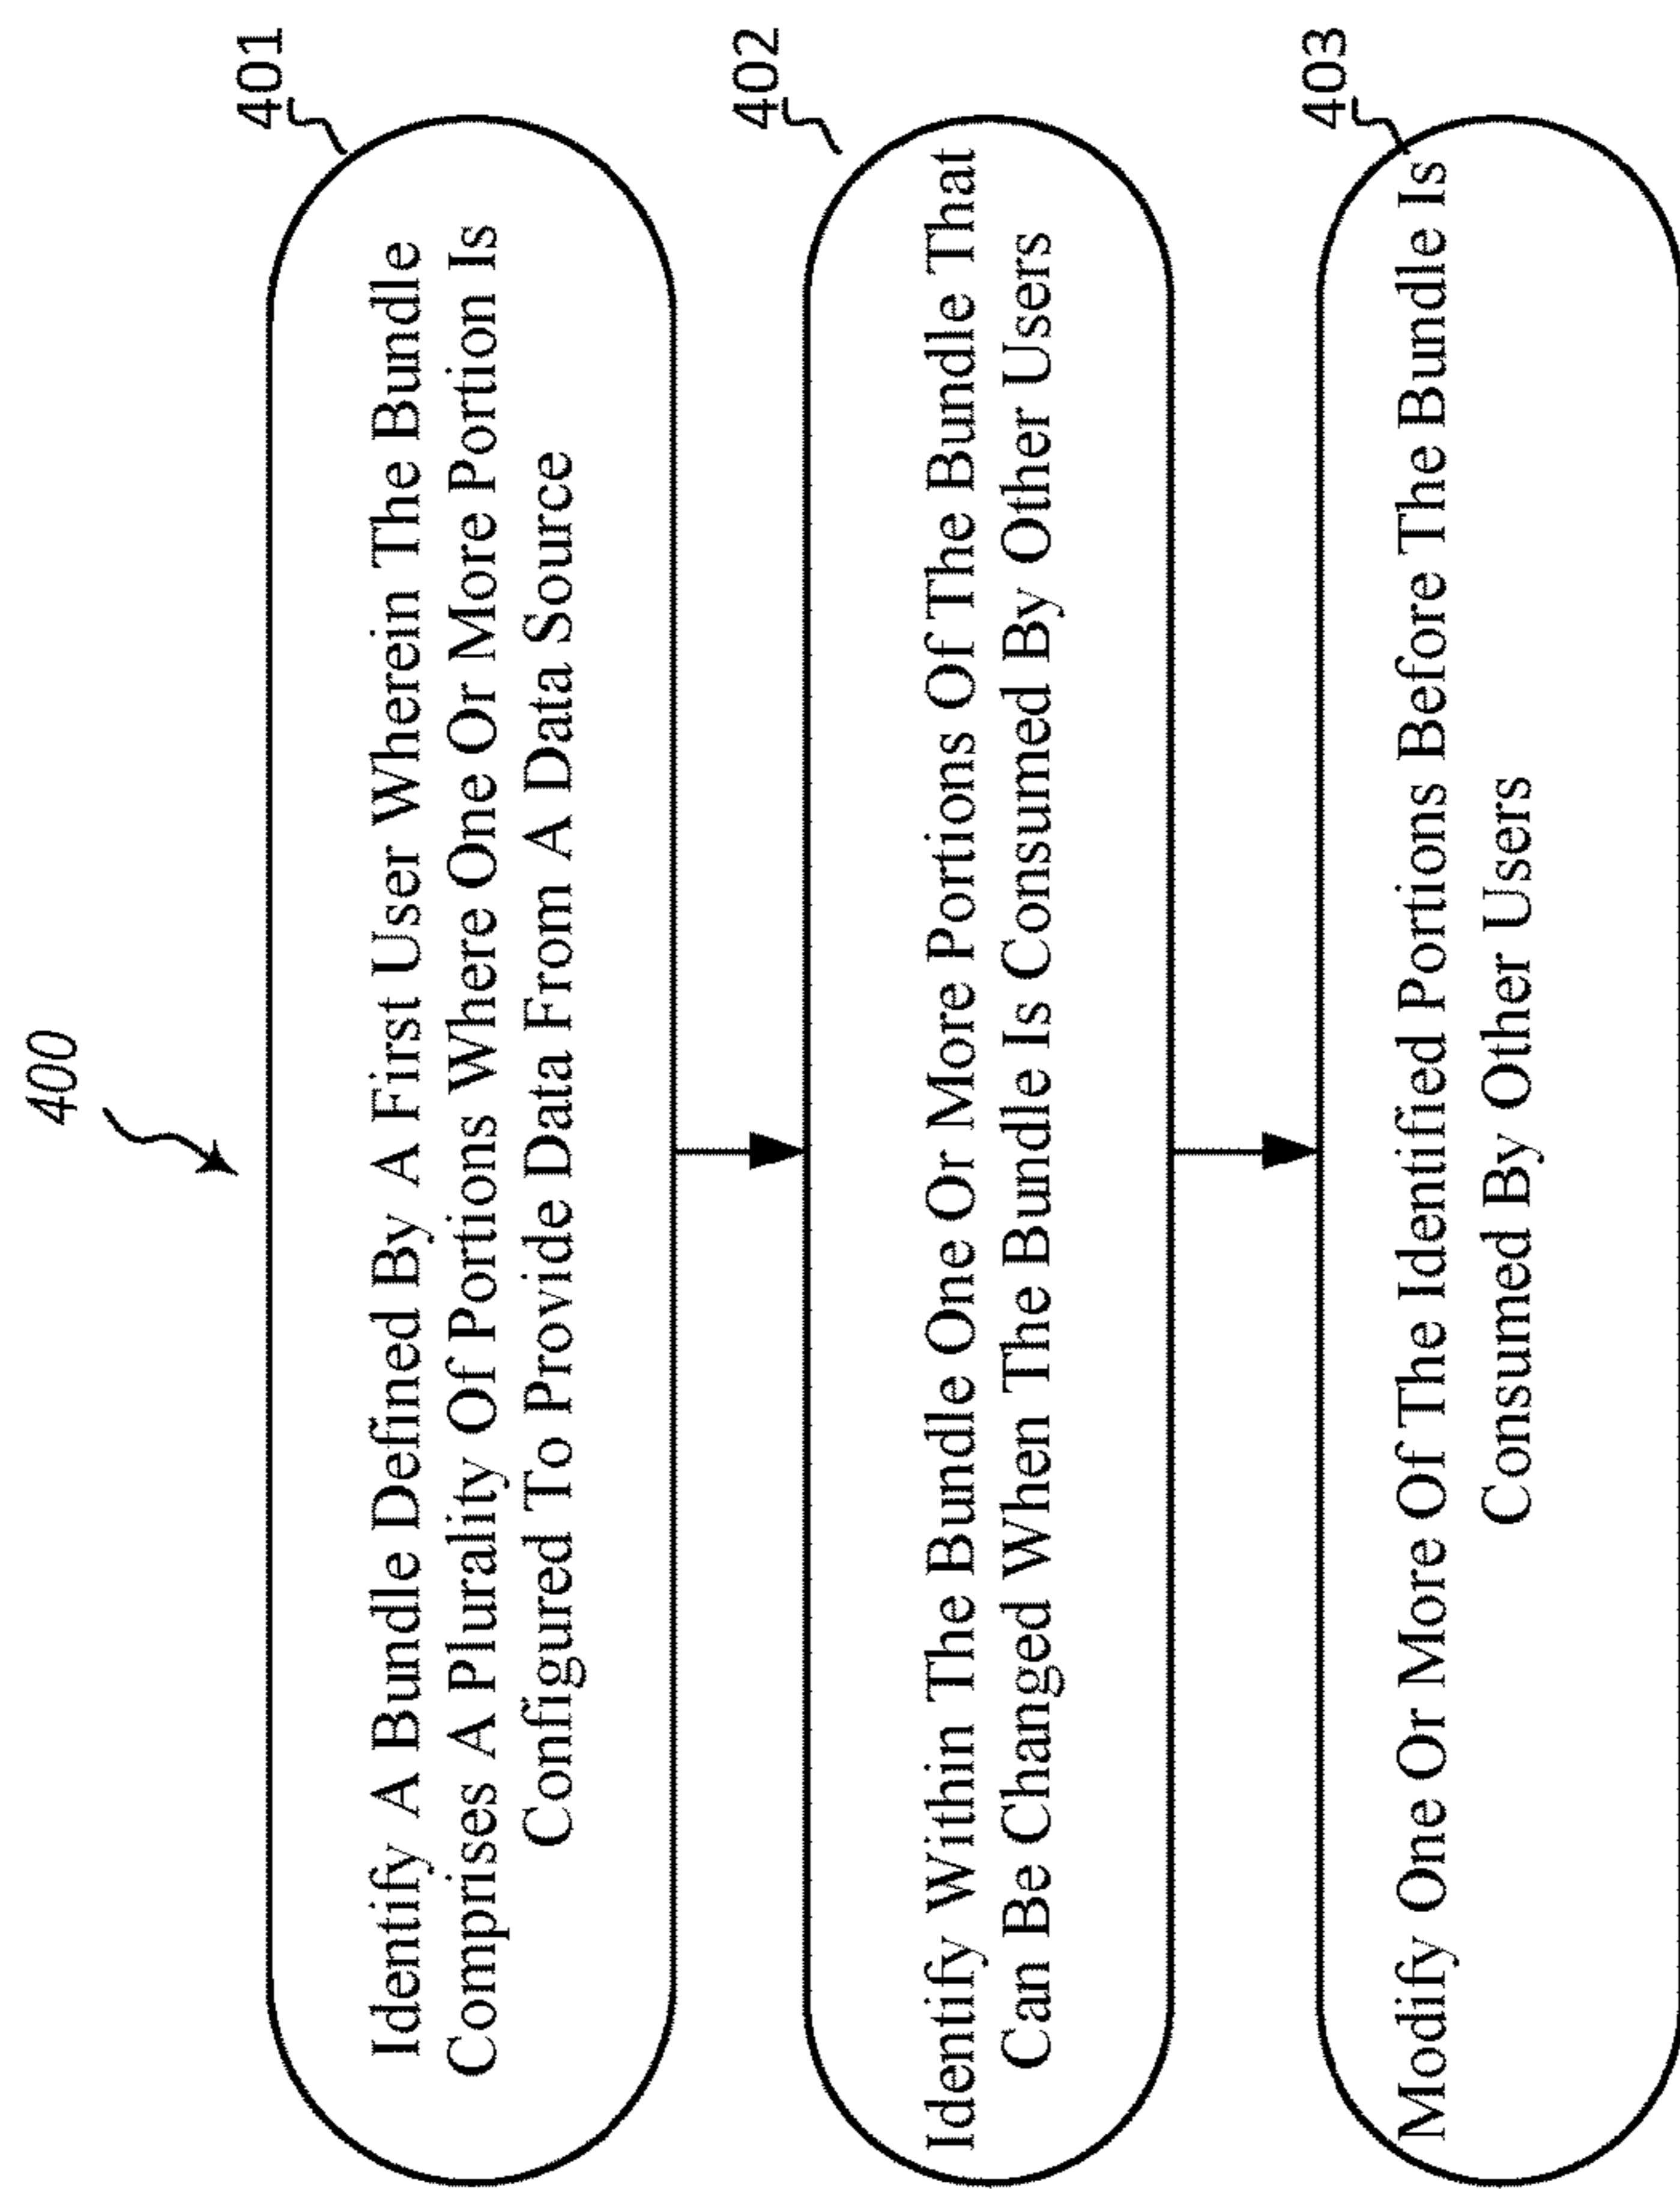 400
401
Identify A Bundle Defined By A First User Wherein The Bundle
Comprises A Plurality Of Portions Where One Or More Portion Is
Configured To Provide Data From A Data Source
402
Identify Within The Bundle One Or More Portions Of The Bundle That
Can Be Changed When The Bundle Is Consumed By Other Users
403
Modify One Or More Of The Identified Portions Before The Bundle Is
Consumed By Other Users